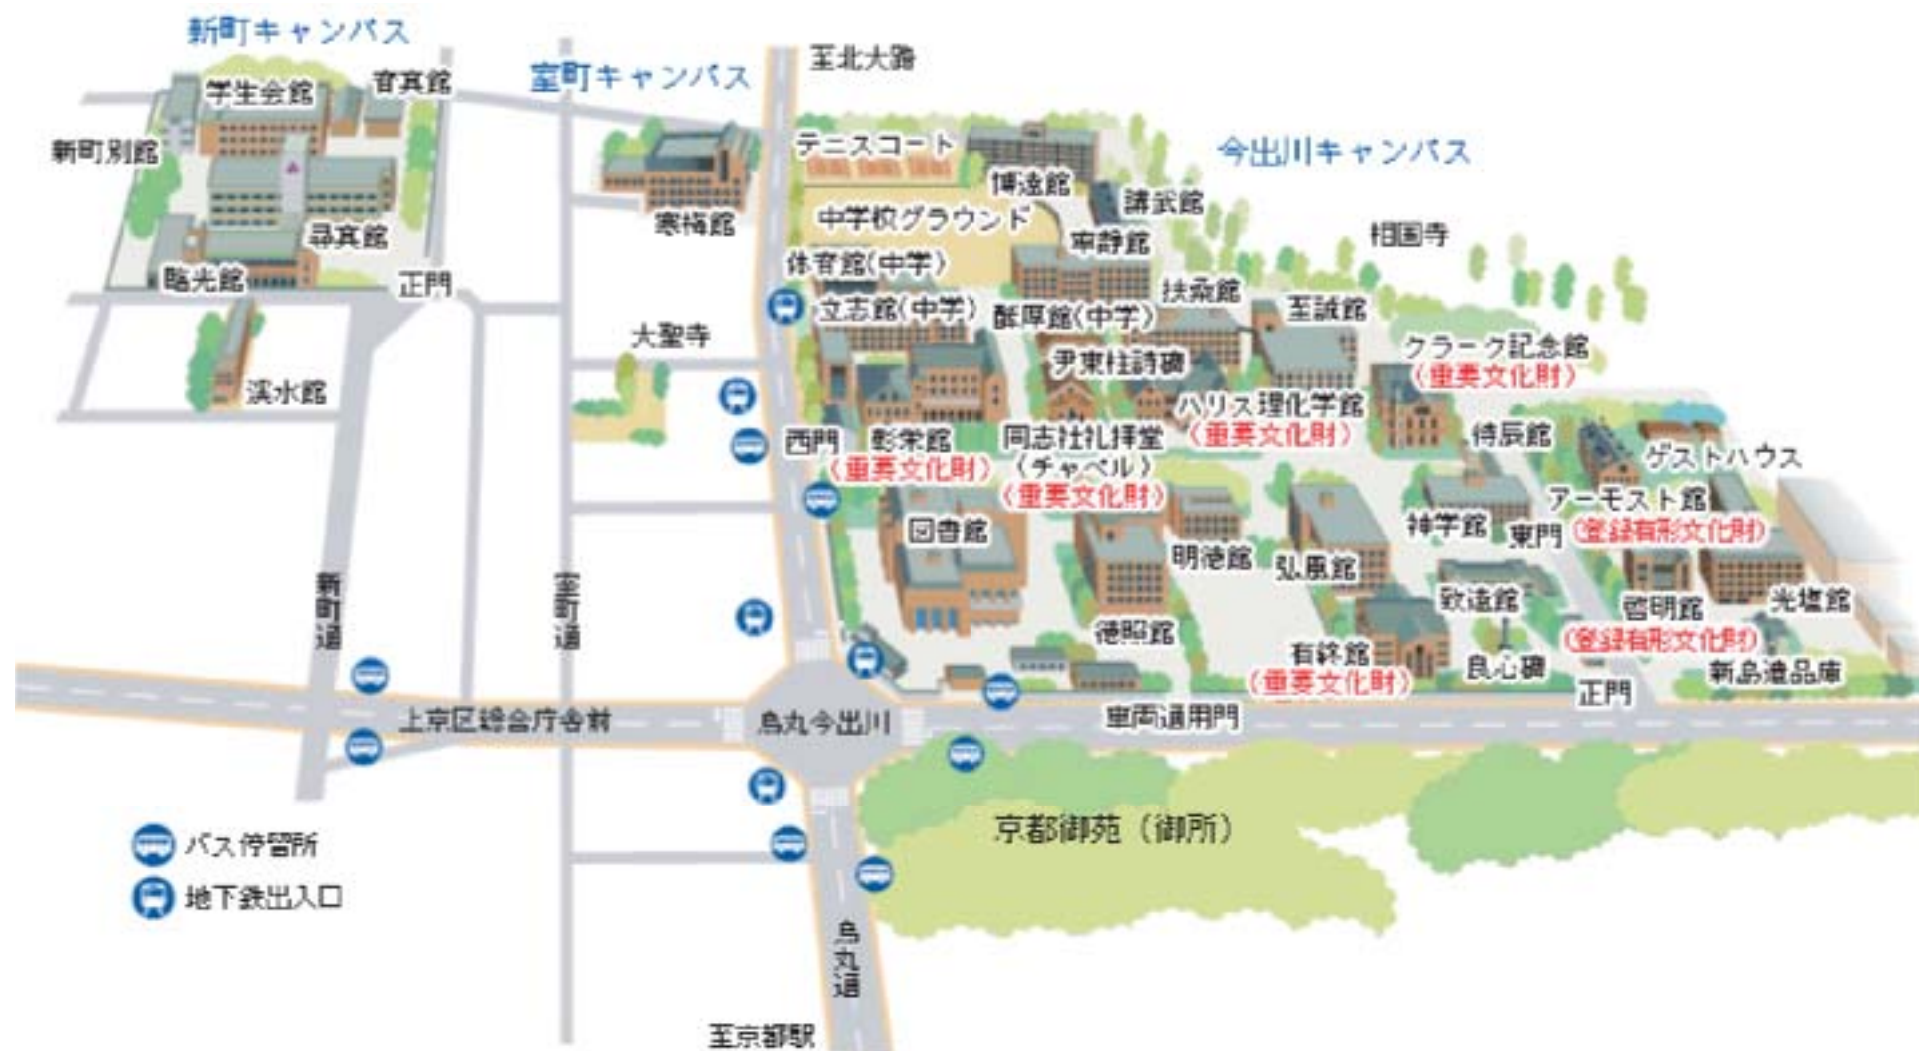 新町キャンパス
室町キャンパス
今出川キャンパス
至北大路
学生会館
育真館
新町別館
尋真館
臨光館
正門
渓水館
寒梅館
大聖寺
テニスコート
博遠館
講武館
中学校グラウンド
寧静館
相国寺
体育館(中学)
扶桑館
立志館(中学)
醇厚館(中学)
至誠館
尹東柱詩碑
クラーク記念館
(重要文化財)
ハリス理化学館
(重要文化財)
西門
彰栄館
(重要文化財)
同志社礼拝堂
(チャペル)
(重要文化財)
待辰館
ゲストハウス
アーモスト館
(登録有形文化財)
図書館
明徳館
弘風館
神学館
東門
致遠館
啓明館
(登録有形文化財)
光塩館
徳照館
有終館
(重要文化財)
良心碑
正門
新島遺品庫
新町通
室町通
上京区総合庁舎前
烏丸今出川
車両通用門
京都御苑(御所)
バス停留所
地下鉄出入口
烏丸通
至京都駅